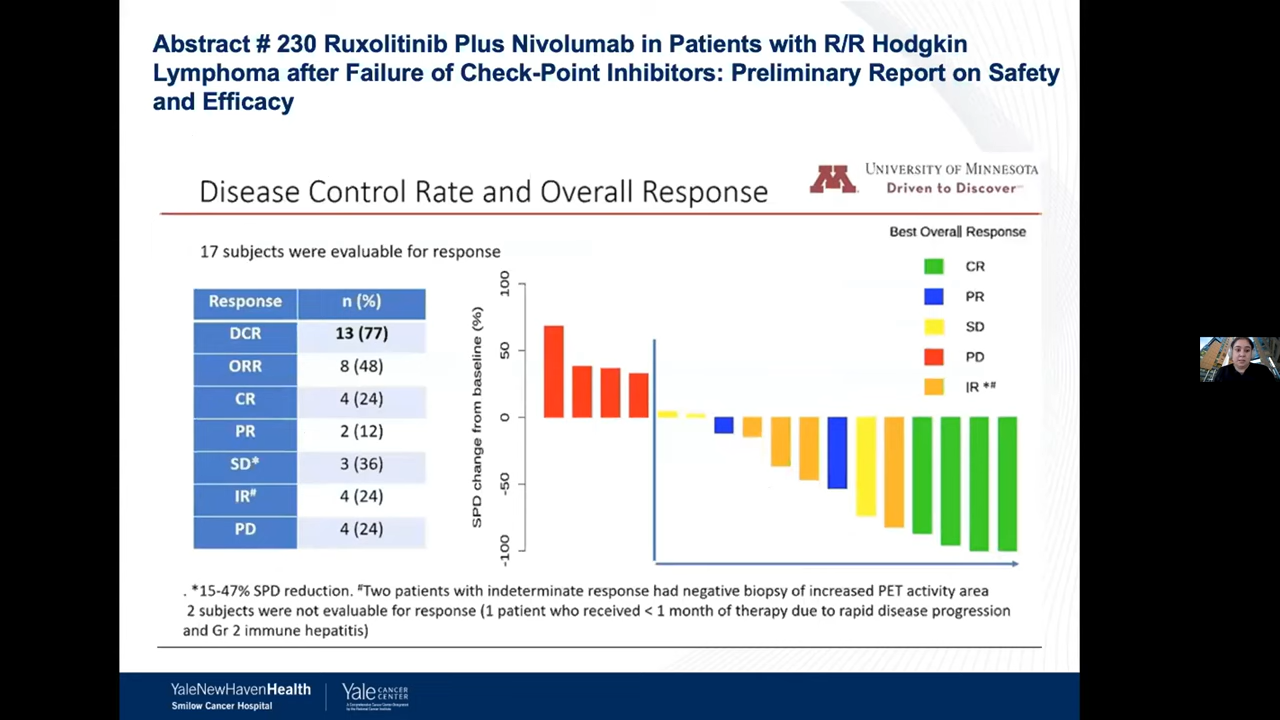 Abstract # 230 Ruxolitinib Plus Nivolumab in Patients with R/R Hodgkin
Lymphoma after Failure of Check-Point Inhibitors: Preliminary Report on Safety
and Efficacy
UNIVERSITY OF MINNESOTA
Driven to Discover
Disease Control Rate and Overall Response
17 subjects were evaluable for response
Response n (%)
DCR 13 (77)
ORR 8 (48)
CR 4 (24)
PR 2 (12)
SD* 3 (36)
IR# 4 (24)
PD 4 (24)
SPD change from baseline (%)
100
50
0
-50
-100
Best Overall Response
CR
PR
SD
PD
IR *#
. *15-47% SPD reduction. #Two patients with indeterminate response had negative biopsy of increased PET activity area
2 subjects were not evaluable for response (1 patient who received < 1 month of therapy due to rapid disease progression
and Gr 2 immune hepatitis)
YaleNewHavenHealth
Smilow Cancer Hospital
Yale CANCER
CENTER